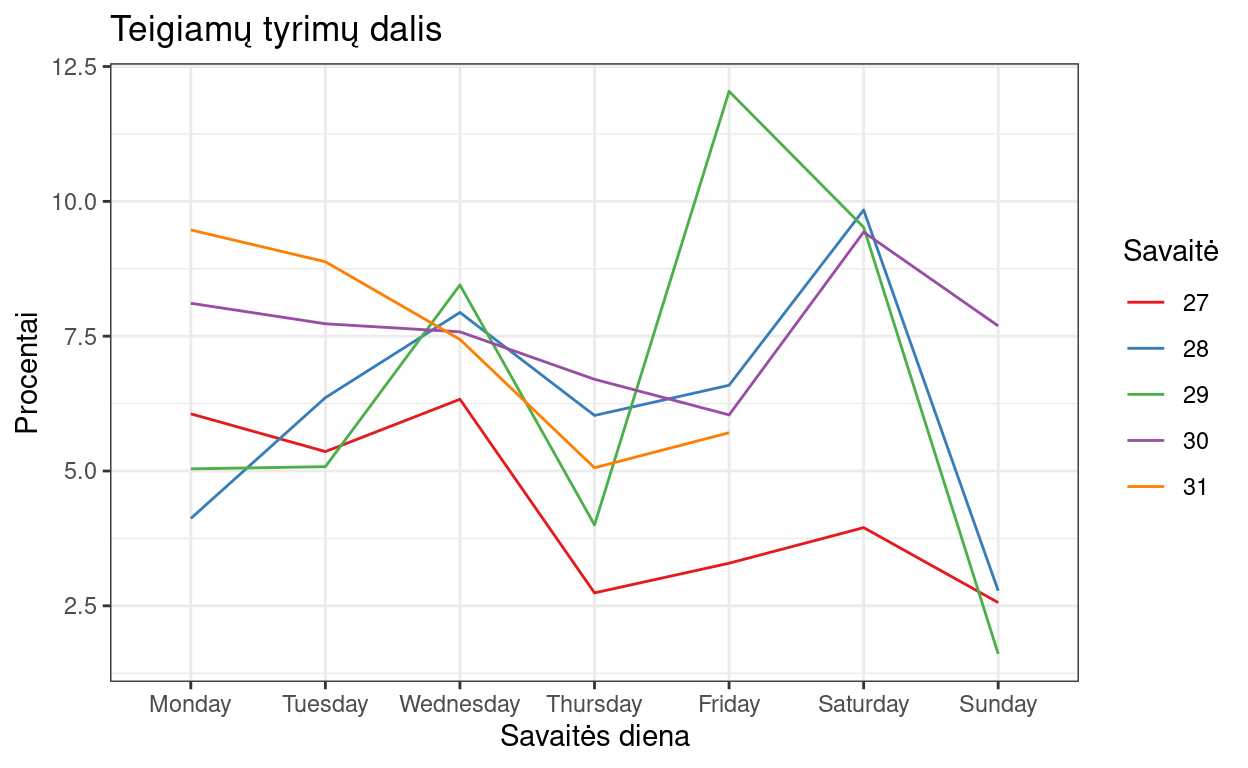 Teigiamų tyrimų dalis
Procentai
12.5
10.0
7.5
5.0
2.5
Monday Tuesday Wednesday Thursday Friday Saturday Sunday
Savaitės diena
Savaitė
27
28
29
30
31